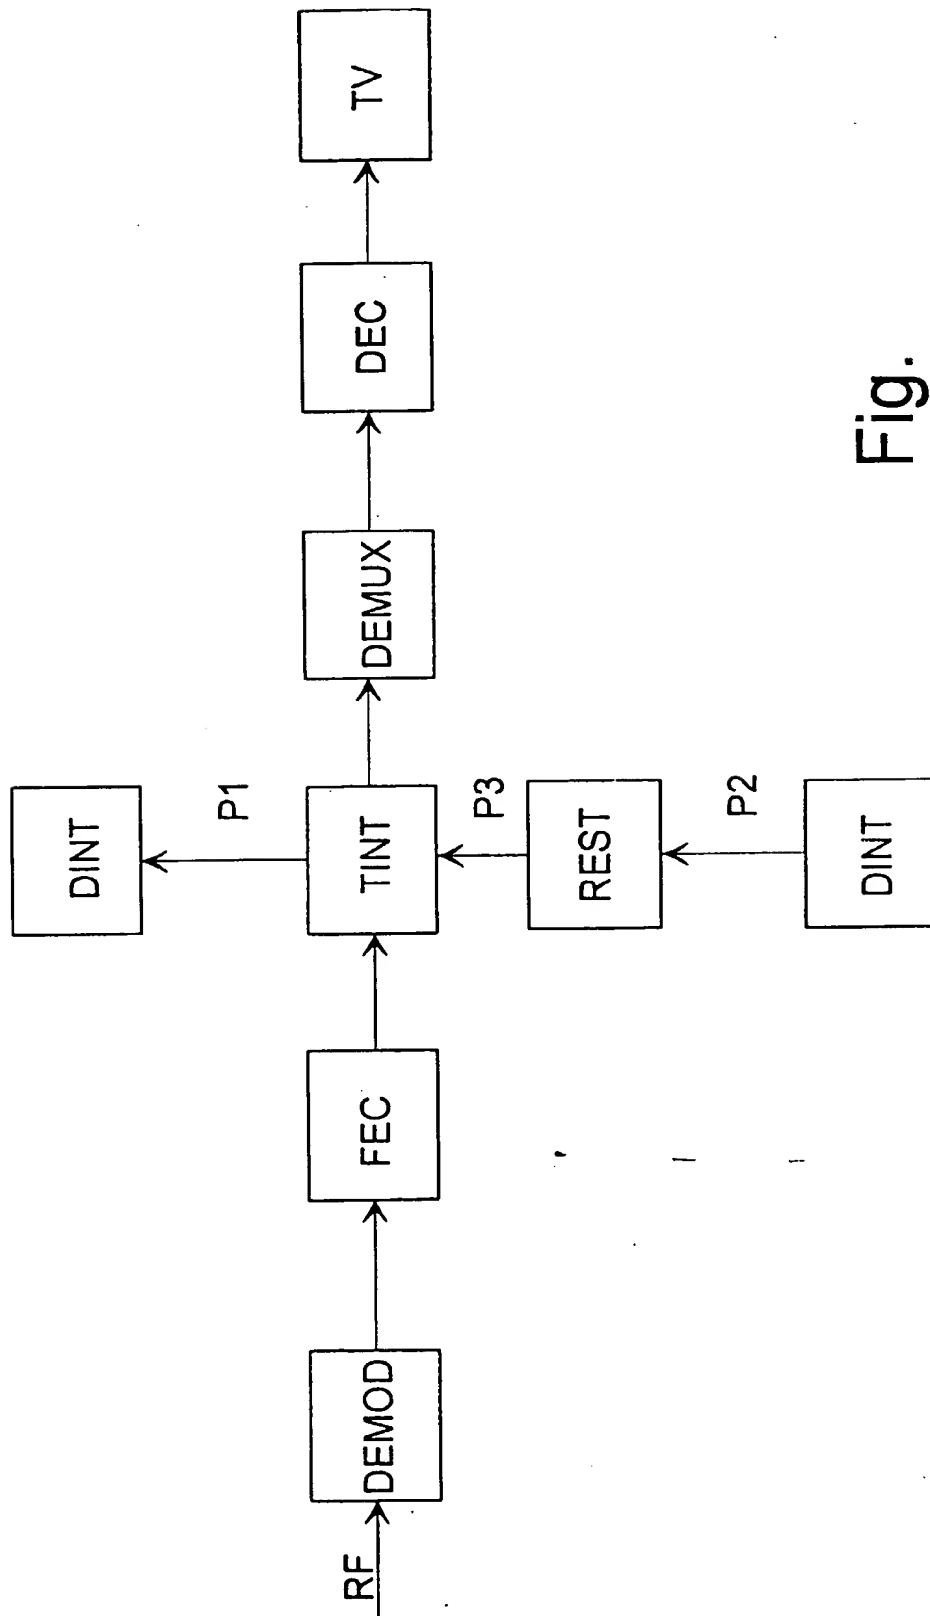 RF
DEMOD
FEC
DINT
P1
TINT
P3
REST
P2
DINT
DEMUX
DEC
TV
Fig.